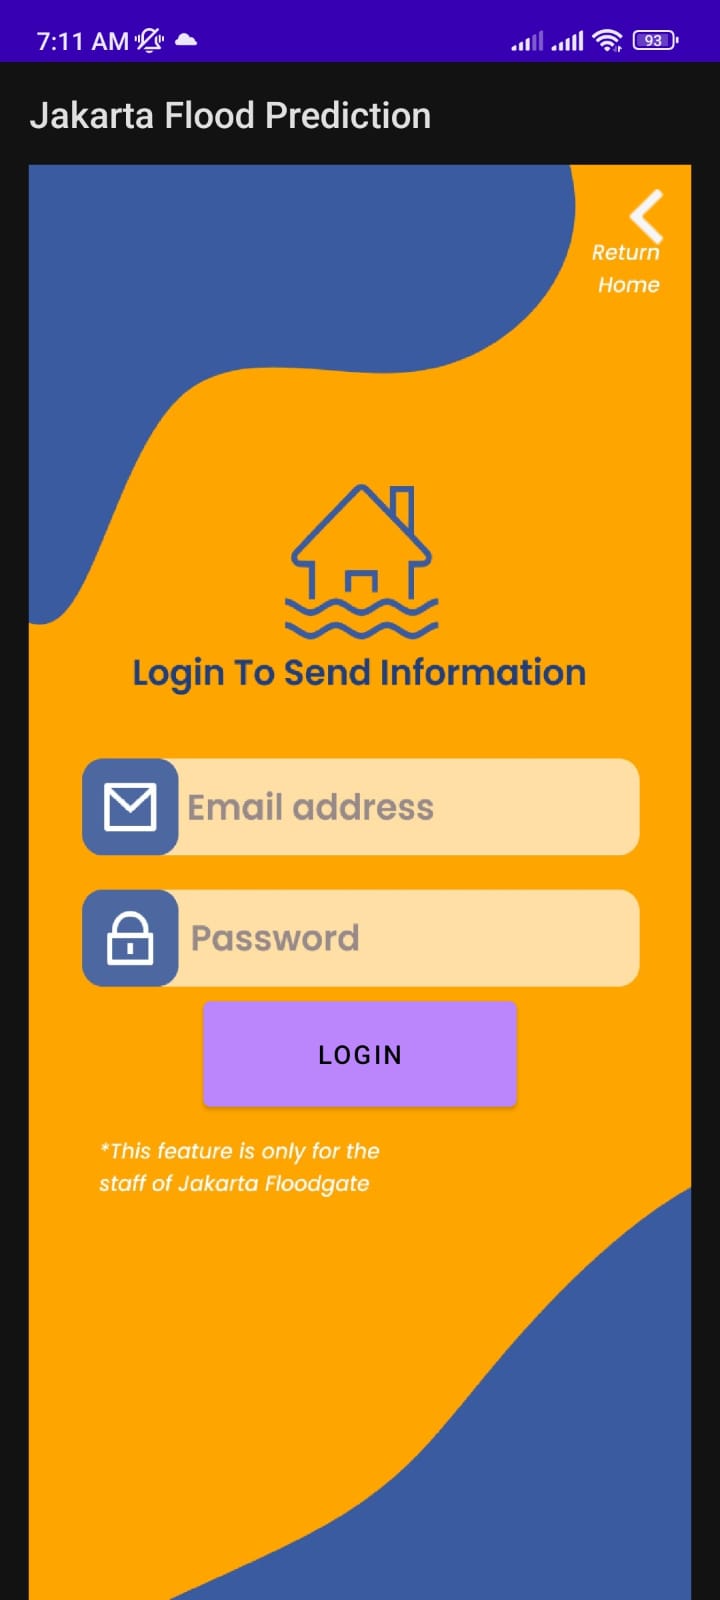 7:11 AM
93
Jakarta Flood Prediction
Return
Home
Login To Send Information
Email address
Password
LOGIN
*This feature is only for the
staff of Jakarta Floodgate